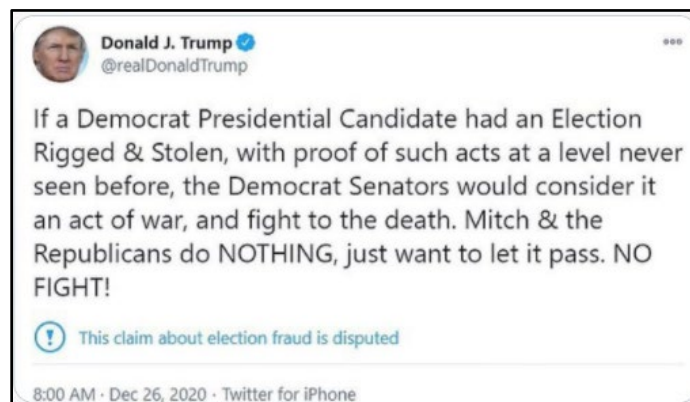 Donald J. Trump
@realDonaldTrump
If a Democrat Presidential Candidate had an Election
Rigged & Stolen, with proof of such acts at a level never
seen before, the Democrat Senators would consider it
an act of war, and fight to the death. Mitch & the
Republicans do NOTHING, just want to let it pass. NO
FIGHT!
This claim about election fraud is disputed
8:00 AM · Dec 26, 2020 · Twitter for iPhone